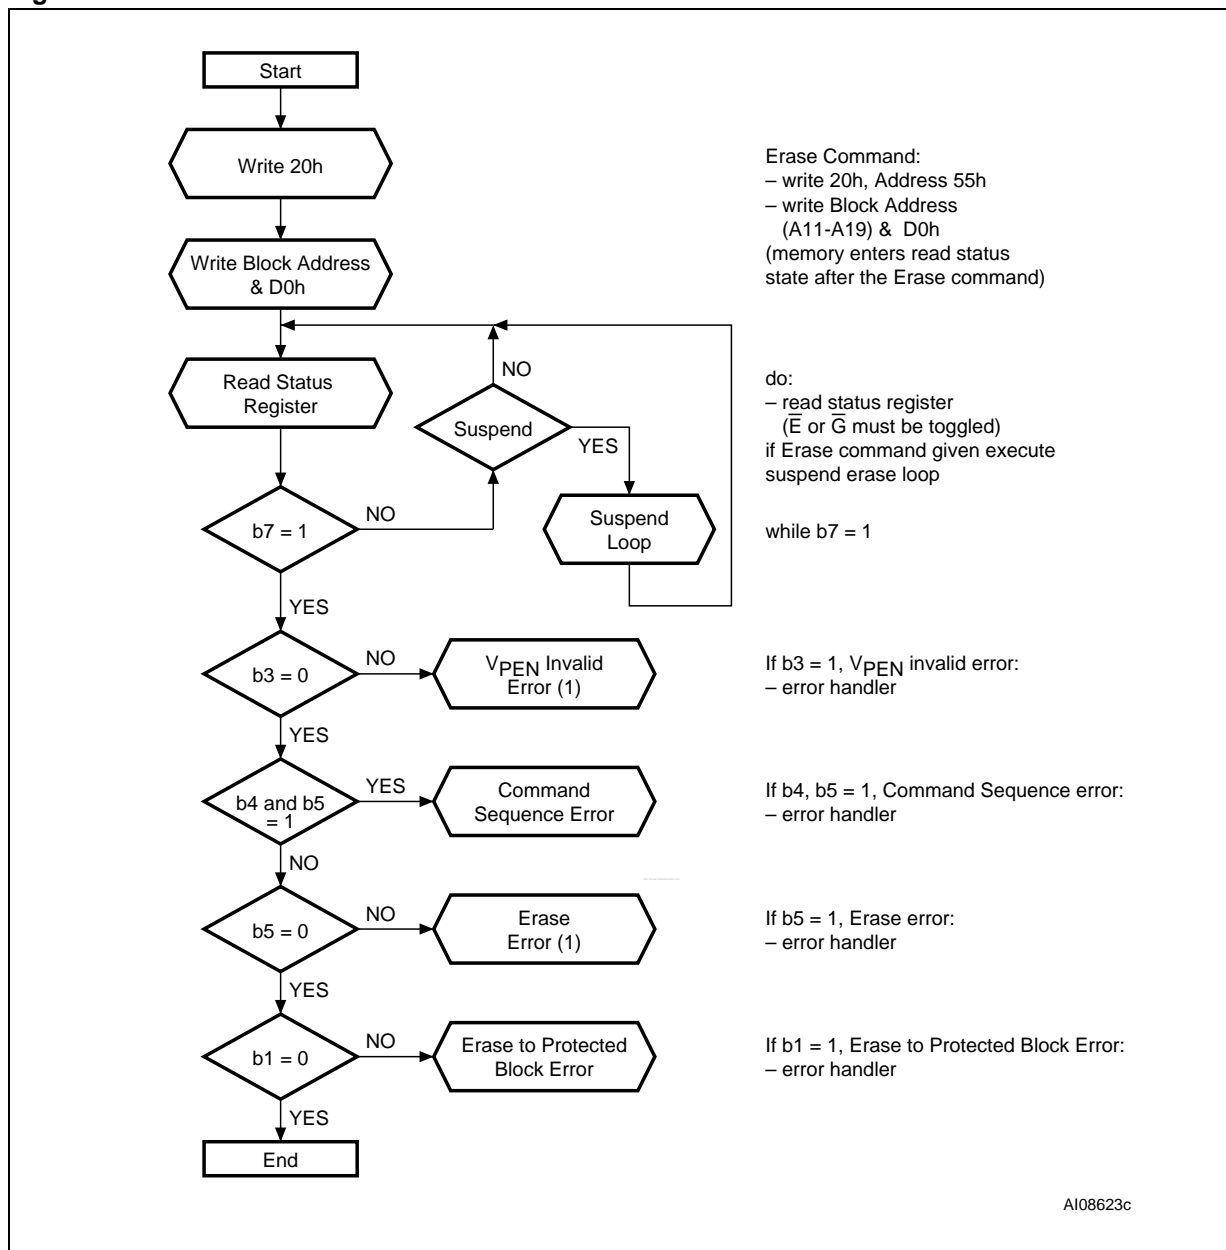 Start
Write 20h
Erase Command:
– write 20h, Address 55h
– write Block Address
(A11-A19) & D0h
(memory enters read status
state after the Erase command)
Write Block Address
& D0h
NO
Read Status
Register
Suspend
YES
do:
– read status register
(E̅ or G̅ must be toggled)
if Erase command given execute
suspend erase loop
NO
b7 = 1
Suspend
Loop
while b7 = 1
YES
NO
b3 = 0
VPEN Invalid
Error (1)
If b3 = 1, VPEN invalid error:
– error handler
YES
YES
b4 and b5
= 1
Command
Sequence Error
If b4, b5 = 1, Command Sequence error:
– error handler
NO
NO
b5 = 0
Erase
Error (1)
If b5 = 1, Erase error:
– error handler
YES
NO
b1 = 0
Erase to Protected
Block Error
If b1 = 1, Erase to Protected Block Error:
– error handler
YES
End
AI08623c